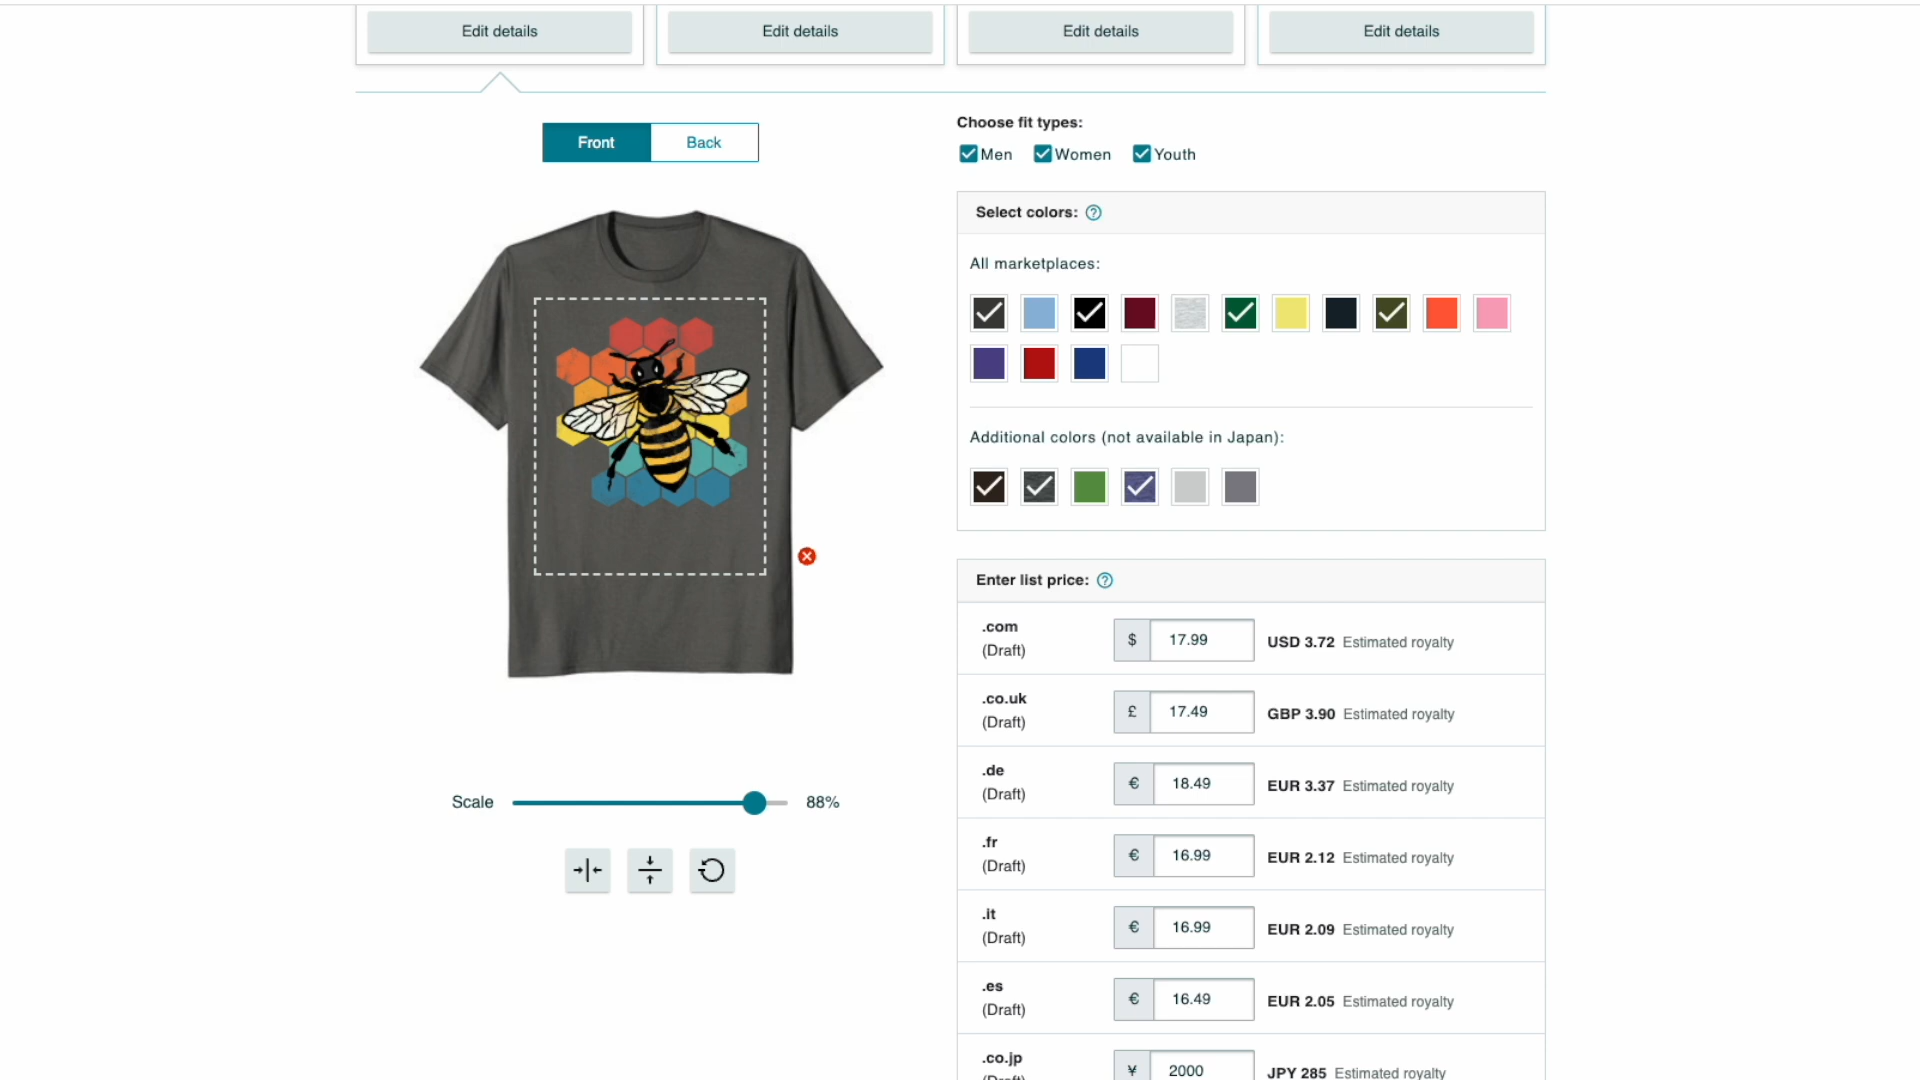 Edit details
Edit details
Edit details
Edit details
Front
Back
Choose fit types:
Men
Women
Youth
Select colors:
All marketplaces:
Additional colors (not available in Japan):
Enter list price:
.com
(Draft)
$ 17.99
USD 3.72 Estimated royalty
.co.uk
(Draft)
£ 17.49
GBP 3.90 Estimated royalty
.de
(Draft)
€ 18.49
EUR 3.37 Estimated royalty
.fr
(Draft)
€ 16.99
EUR 2.12 Estimated royalty
.it
(Draft)
€ 16.99
EUR 2.09 Estimated royalty
.es
(Draft)
€ 16.49
EUR 2.05 Estimated royalty
.co.jp
(Draft)
¥ 2000
JPY 285 Estimated royalty
Scale
88%